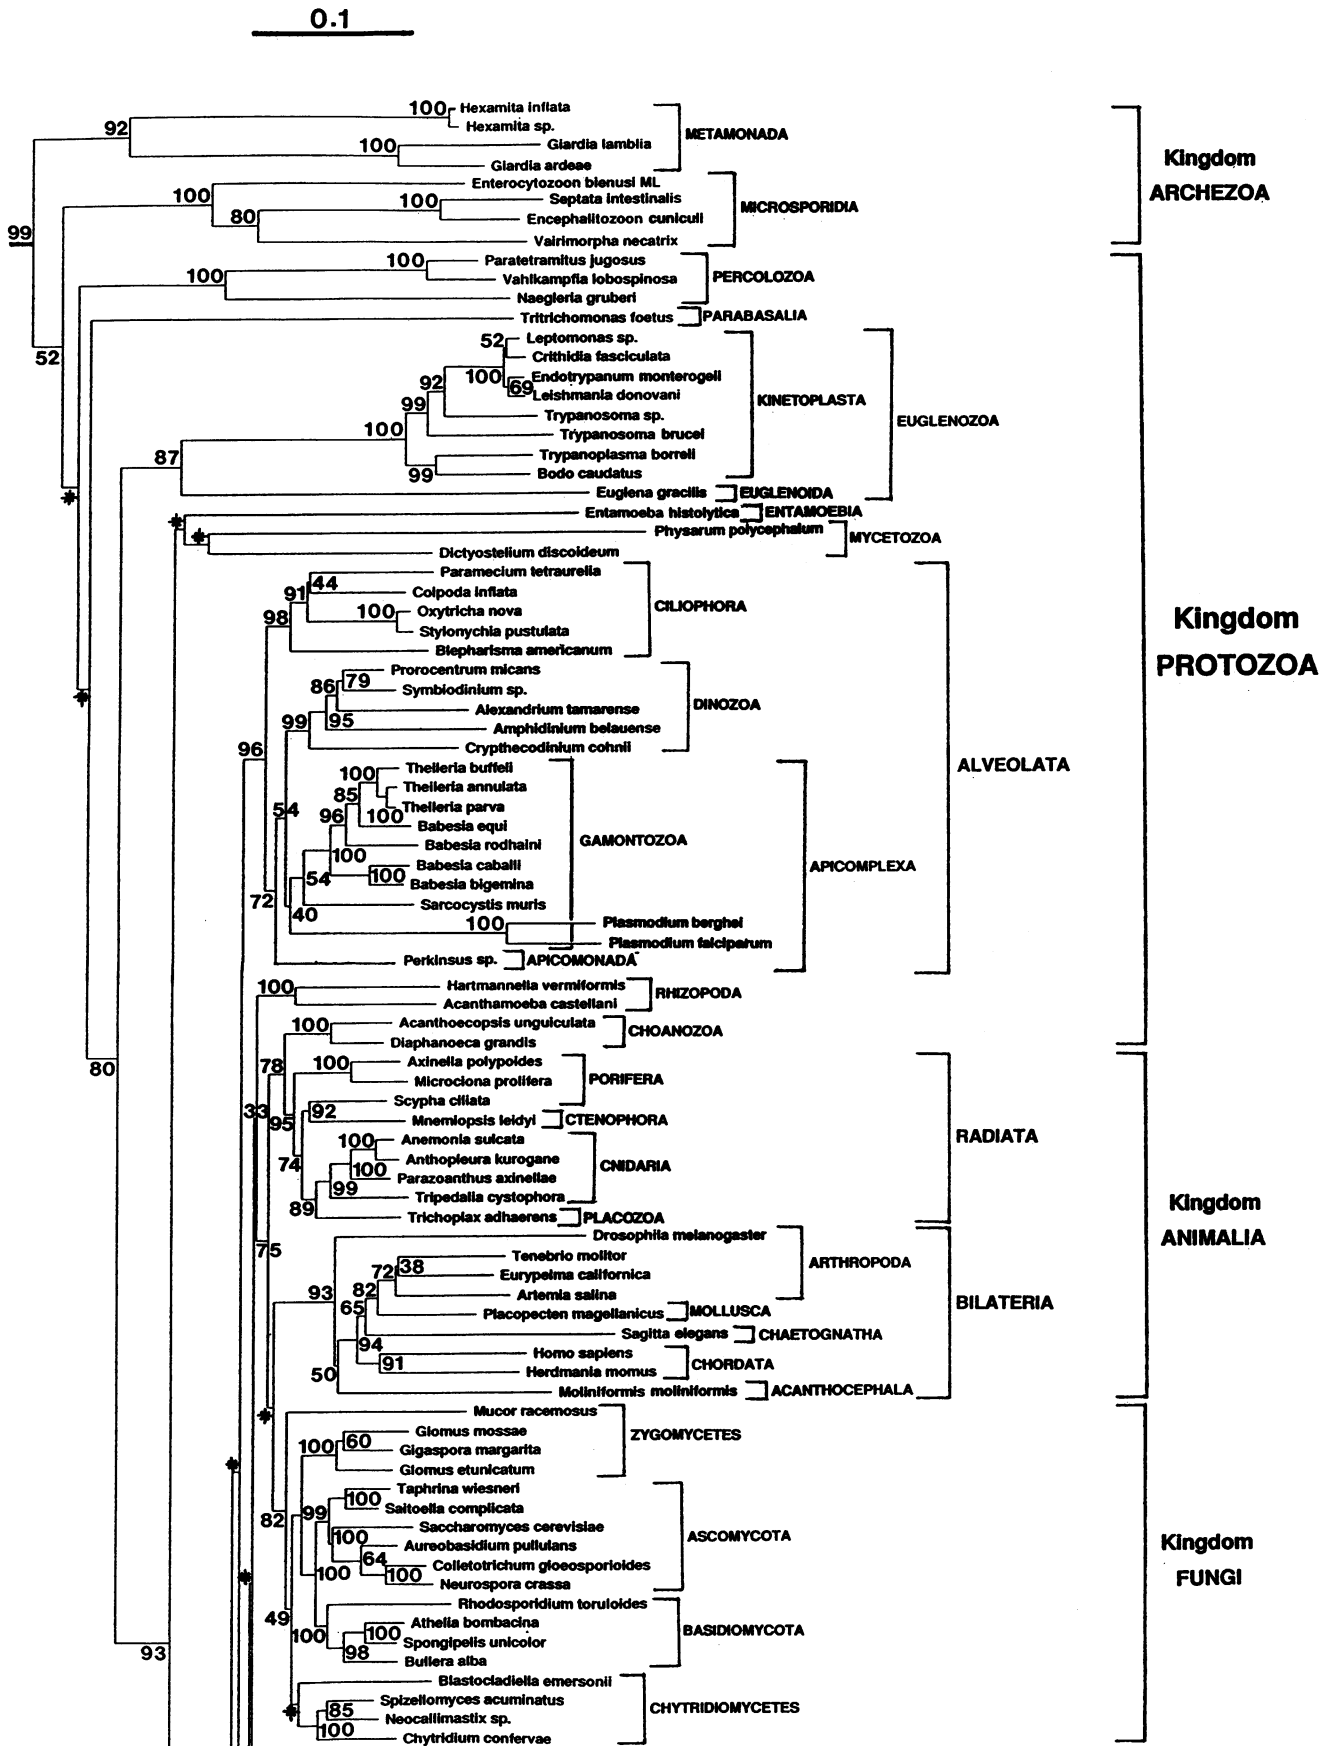 0.1
100 Hexamita inflata
92 Hexamita sp.
METAMONADA
100 Giardia lamblia
Giardia ardeae
Kingdom
ARCHEZOA
Enterocytozoon bienusi ML
100
100 Septata intestinalis
80 Encephalitozoon cuniculi
MICROSPORIDIA
99
Vairimorpha necatrix
100 Paratetramitus jugosus
100 Vahlkampfia lobospinosa
PERCOLOZOA
Naegleria gruberi
Tritrichomonas foetus
PARABASALIA
52
52 Leptomonas sp.
Crithidia fasciculata
100 Endotrypanum monterogeii
92 69 Leishmania donovani
KINETOPLASTA
99 Trypanosoma sp.
EUGLENOZOA
100 Trypanosoma brucei
87 Trypanoplasma borreli
99 Bodo caudatus
Euglena gracilis
EUGLENOIDA
* Entamoeba histolytica
ENTAMOEBIA
* Physarum polycephalum
MYCETOZOA
Dictyostelium discoideum
Paramecium tetraurelia
44
91 Colpoda inflata
98 100 Oxytricha nova
CILIOPHORA
Stylonychia pustulata
Blepharisma americanum
Kingdom
PROTOZOA
Prorocentrum micans
79
86 Symbiodinium sp.
95 Alexandrium tamarense
DINOZOA
99 Amphidinium belauense
Crypthecodinium cohnii
*
96
ALVEOLATA
100 Theileria buffeli
85 Theileria annulata
100 Theileria parva
54
96 Babesia equi
100 Babesia rodhaini
GAMONTOZOA
54 Babesia caballi
100 Babesia bigemina
APICOMPLEXA
72
40 Sarcocystis muris
100 Plasmodium berghei
Plasmodium falciparum
Perkinsus sp.
APICOMONADA
100 Hartmannella vermiformis
Acanthamoeba castellani
RHIZOPODA
100 Acanthoecopsis unguiculata
Diaphanoeca grandis
CHOANOZOA
80
78 100 Axinella polypoides
Microciona prolifera
PORIFERA
33 95
92 Scypha ciliata
Mnemiopsis leidyi
CTENOPHORA
RADIATA
74 100 Anemonia sulcata
100 Anthopleura kurogane
CNIDARIA
Parazoanthus axinellae
99 Tripedalia cystophora
89 Trichoplax adhaerens
PLACOZOA
Kingdom
ANIMALIA
75
Drosophila melanogaster
38 Tenebrio molitor
72 Eurypelma californica
ARTHROPODA
93 82 Artemia salina
65 Placopecten magellanicus
MOLLUSCA
BILATERIA
Sagitta elegans
CHAETOGNATHA
94 Homo sapiens
91 Herdmania momus
CHORDATA
50
Moliniformis moliniformis
ACANTHOCEPHALA
*
Mucor racemosus
60 Glomus mossae
100 Gigaspora margarita
ZYGOMYCETES
Glomus etunicatum
*
Taphrina wiesneri
100 Saitoella complicata
82 99 Saccharomyces cerevisiae
100
ASCOMYCOTA
64 Aureobasidium pullulans
100 100 Colletotrichum gloeosporioides
Neurospora crassa
Kingdom
FUNGI
*
49 Rhodosporidium toruloides
Athelia bombacina
100 100 Spongipelis unicolor
98 Bullera alba
BASIDIOMYCOTA
93
Blastocladiella emersonii
* 85 Spizellomyces acuminatus
Neocallimastix sp.
CHYTRIDIOMYCETES
100 Chytridium confervae